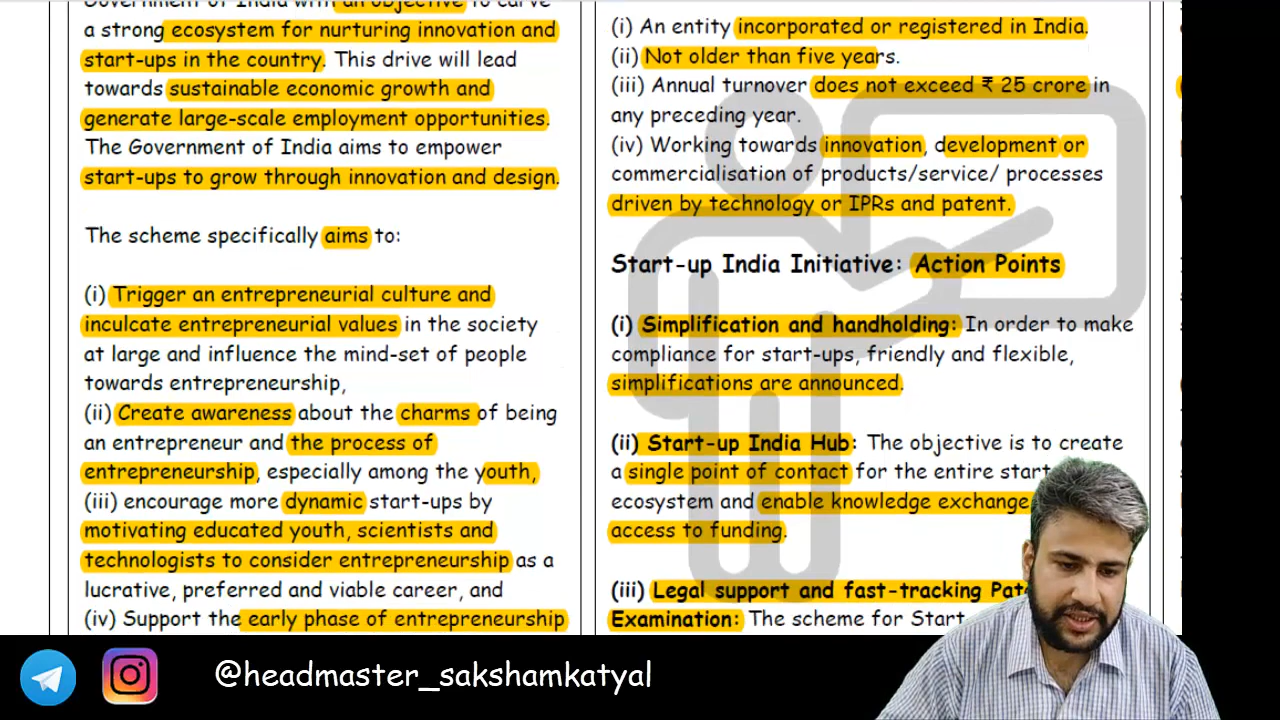 Government of India with an objective to carve
a strong ecosystem for nurturing innovation and
start-ups in the country. This drive will lead
towards sustainable economic growth and
generate large-scale employment opportunities.
The Government of India aims to empower
start-ups to grow through innovation and design.
The scheme specifically aims to:
(i) Trigger an entrepreneurial culture and
inculcate entrepreneurial values in the society
at large and influence the mind-set of people
towards entrepreneurship,
(ii) Create awareness about the charms of being
an entrepreneur and the process of
entrepreneurship, especially among the youth,
(iii) encourage more dynamic start-ups by
motivating educated youth, scientists and
technologists to consider entrepreneurship as a
lucrative, preferred and viable career, and
(iv) Support the early phase of entrepreneurship
(i) An entity incorporated or registered in India.
(ii) Not older than five years.
(iii) Annual turnover does not exceed ₹ 25 crore in
any preceding year.
(iv) Working towards innovation, development or
commercialisation of products/service/ processes
driven by technology or IPRs and patent.
Start-up India Initiative: Action Points
(i) Simplification and handholding: In order to make
compliance for start-ups, friendly and flexible,
simplifications are announced.
(ii) Start-up India Hub: The objective is to create
a single point of contact for the entire start
ecosystem and enable knowledge exchange
access to funding.
(iii) Legal support and fast-tracking
Examination: The scheme for Start
@headmaster_sakshamkatyal